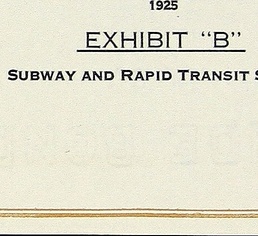 1925
EXHIBIT "B"
SUBWAY AND RAPID TRANSIT